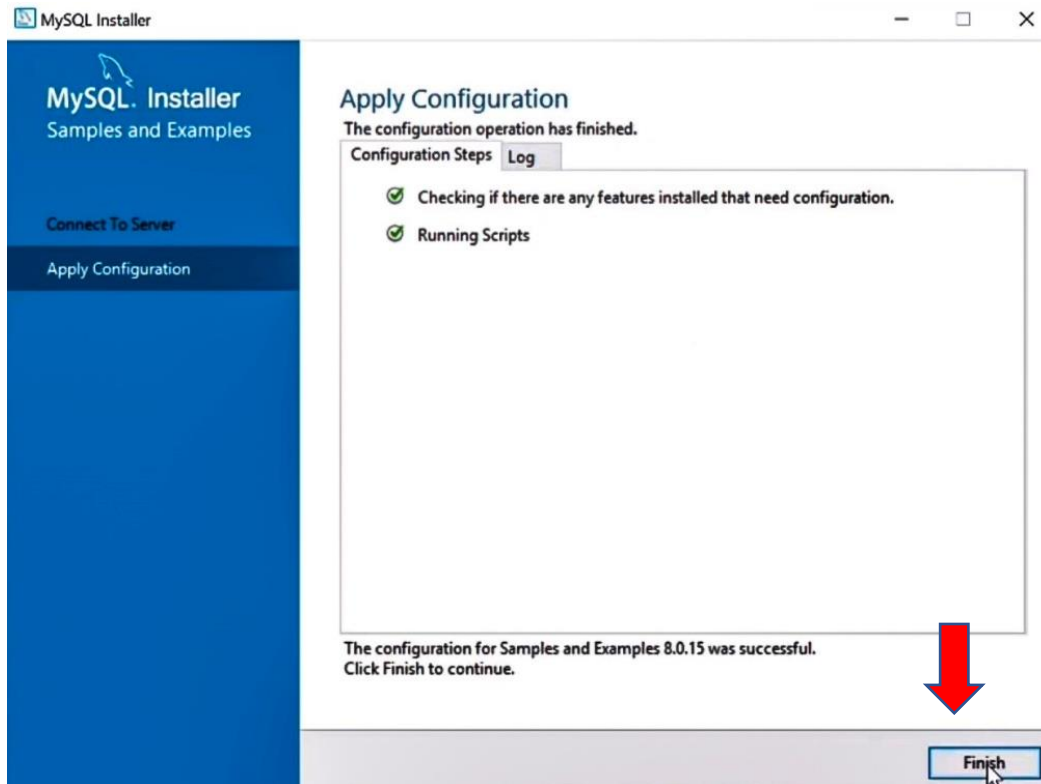 MySQL Installer
MySQL. Installer
Samples and Examples
Connect To Server
Apply Configuration
Apply Configuration
The configuration operation has finished.
Configuration Steps Log
Checking if there are any features installed that need configuration.
Running Scripts
The configuration for Samples and Examples 8.0.15 was successful.
Click Finish to continue.
Finish